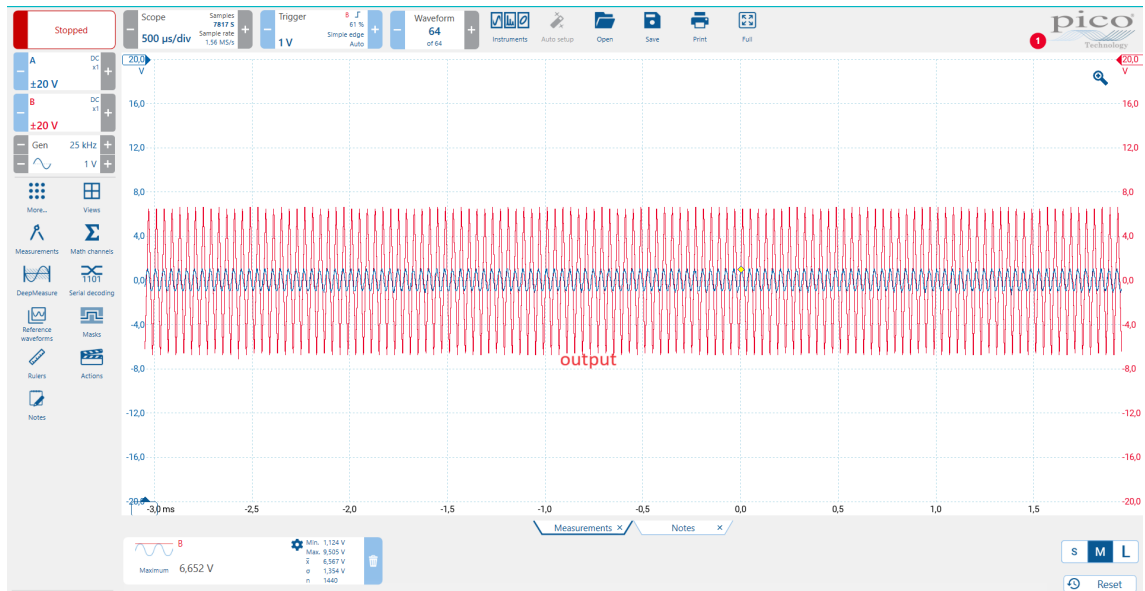 Stopped
Scope
500 µs/div
Samples
7817 S
Sample rate
1,56 MS/s
Trigger
1 V
B
61 %
Simple edge
Auto
Waveform
64
of 64
Instruments
Auto setup
Open
Save
Print
Full
1
pico
Technology
A
DC
x1
±20 V
B
DC
x1
±20 V
Gen
25 kHz
1 V
More...
Views
Measurements
Math channels
DeepMeasure
Serial decoding
Reference waveforms
Masks
Rulers
Actions
Notes
20,0
V
16,0
12,0
8,0
4,0
0,0
-4,0
-8,0
-12,0
-16,0
-20,0
20,0
V
16,0
12,0
8,0
4,0
0,0
-4,0
-8,0
-12,0
-16,0
-20,0
output
-3,0 ms
-2,5
-2,0
-1,5
-1,0
-0,5
0,0
0,5
1,0
1,5
Measurements ×
Notes ×
B
Maximum
6,652 V
Min. 1,124 V
Max. 9,505 V
x̄ 6,567 V
σ 1,354 V
n 1440
S
M
L
Reset